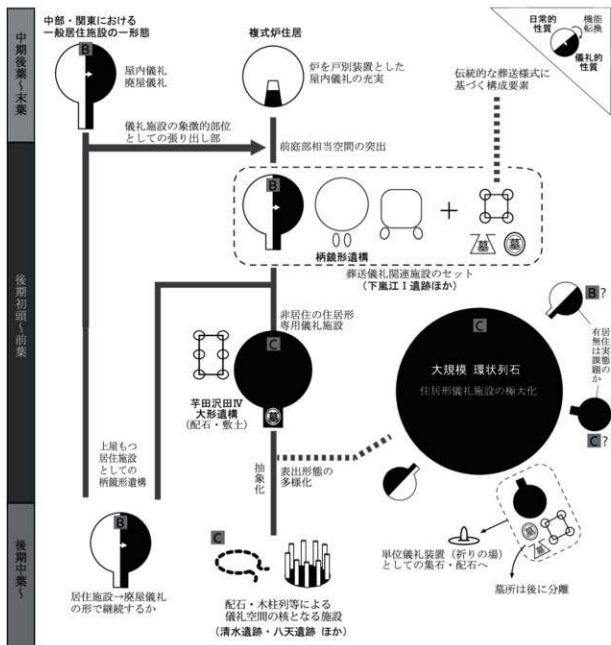 中期後葉～末葉
後期初頭～前葉
後期中葉～
中部・関東における
一般居住施設の一形態
B
屋内儀礼
廃屋儀礼
複式炉住居
炉を戸別装置とした
屋内儀礼の充実
伝統的な葬送様式に
基づく構成要素
日常的
性質
機能
転換
儀礼的
性質
儀礼施設の象徴的部位
としての張り出し部
前庭部相当空間の突出
B
+
墓
墓
柄鏡形遺構
葬送儀礼関連施設のセット
(下嵐江Ⅰ遺跡ほか)
非居住の住居形
専用儀礼施設
C
墓
芋田沢田Ⅳ
大形遺構
(配石・敷土)
C
大規模 環状列石
住居形儀礼施設の極大化
B?
居住実態の
有無は課題か
願
C?
上屋もつ
居住施設
としての
柄鏡形遺構
抽象化
表出形態の
多様化
墓
墓
単位儀礼装置(祈りの場)
としての集石・配石へ
墓所は後に分離
B
居住施設→廃屋儀礼
の形で継続するか
C
配石・木柱列等による
儀礼空間の核となる施設
(清水遺跡・八天遺跡 ほか)